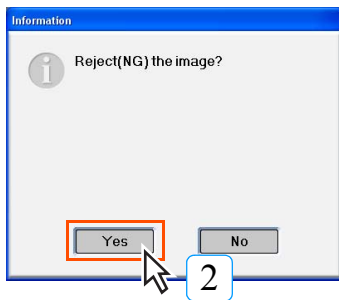 Information
Reject(NG) the image?
Yes
No
2